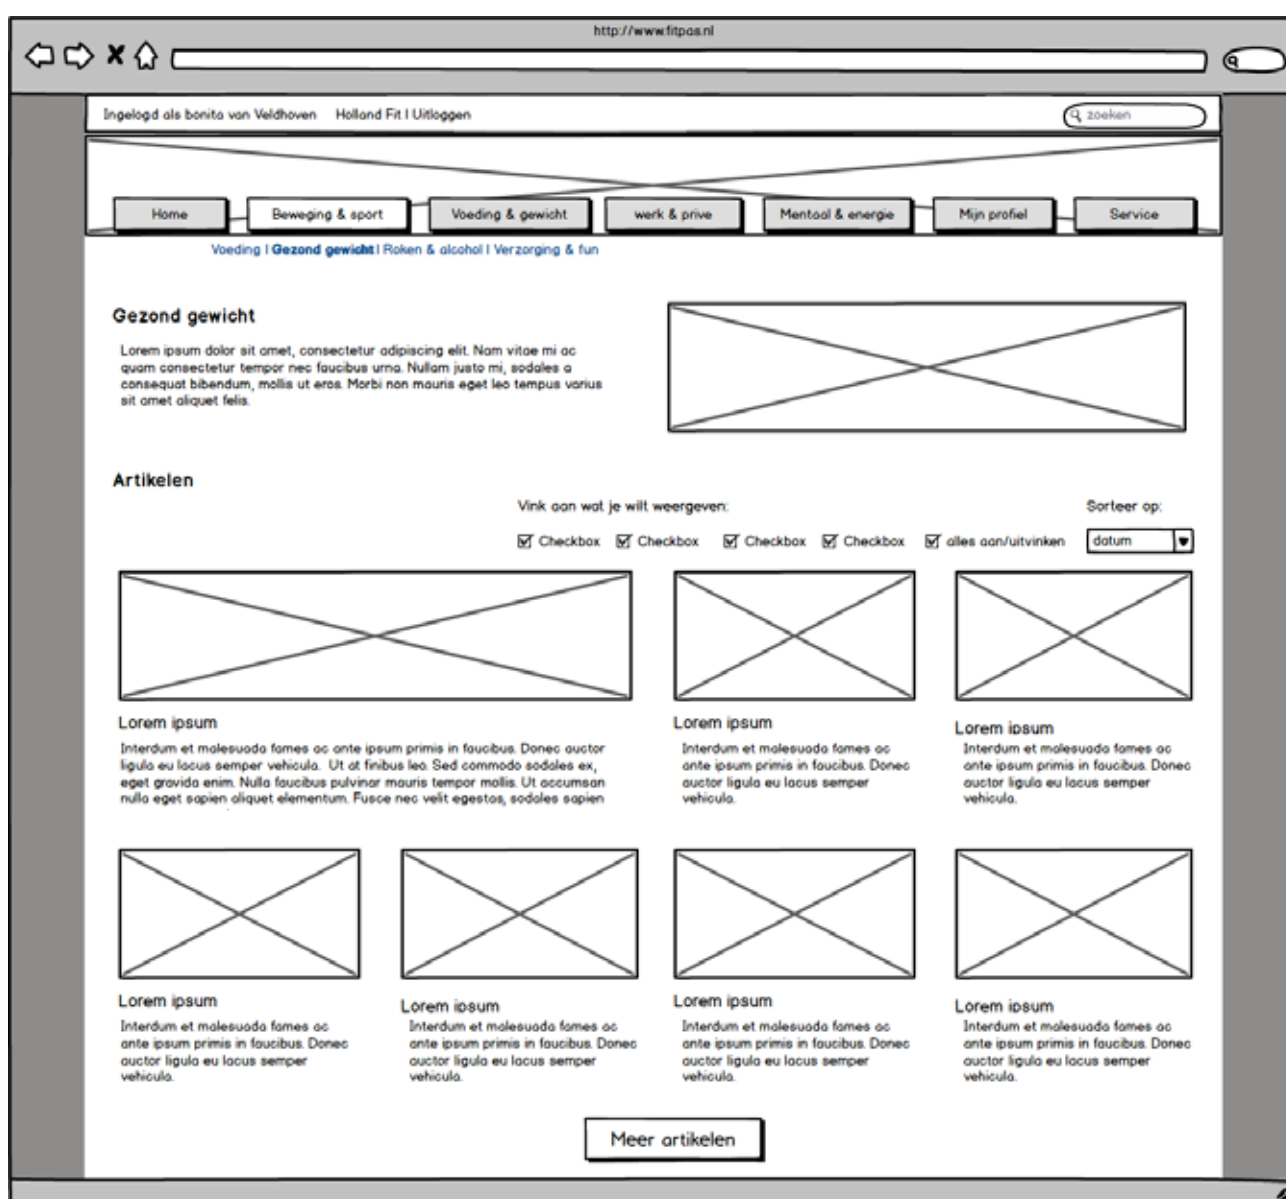 http://www.fitpas.nl
Ingelogd als bonita van Veldhoven Holland Fit | Uitloggen
zoeken
Home Beweging & sport Voeding & gewicht werk & prive Mentaal & energie Mijn profiel Service
Voeding | Gezond gewicht | Roken & alcohol | Verzorging & fun
Gezond gewicht
Lorem ipsum dolor sit amet, consectetur adipiscing elit. Nam vitae mi ac
quam consectetur tempor nec faucibus urna. Nullam justo mi, sodales a
consequat bibendum, mollis ut eros. Morbi non mauris eget leo tempus varius
sit amet aliquet felis.
Artikelen
Vink aan wat je wilt weergeven:
Sorteer op:
Checkbox Checkbox Checkbox Checkbox alles aan/uitvinken datum
Lorem ipsum
Interdum et malesuada fames ac ante ipsum primis in faucibus. Donec auctor
ligula eu lacus semper vehicula. Ut at finibus leo. Sed commodo sodales ex,
eget gravida enim. Nulla faucibus pulvinar mauris tempor mollis. Ut accumsan
nulla eget sapien aliquet elementum. Fusce nec velit egestas, sodales sapien
Lorem ipsum
Interdum et malesuada fames ac
ante ipsum primis in faucibus. Donec
auctor ligula eu lacus semper
vehicula.
Lorem ipsum
Interdum et malesuada fames ac
ante ipsum primis in faucibus. Donec
auctor ligula eu lacus semper
vehicula.
Lorem ipsum
Interdum et malesuada fames ac
ante ipsum primis in faucibus. Donec
auctor ligula eu lacus semper
vehicula.
Lorem ipsum
Interdum et malesuada fames ac
ante ipsum primis in faucibus. Donec
auctor ligula eu lacus semper
vehicula.
Lorem ipsum
Interdum et malesuada fames ac
ante ipsum primis in faucibus. Donec
auctor ligula eu lacus semper
vehicula.
Lorem ipsum
Interdum et malesuada fames ac
ante ipsum primis in faucibus. Donec
auctor ligula eu lacus semper
vehicula.
Meer artikelen